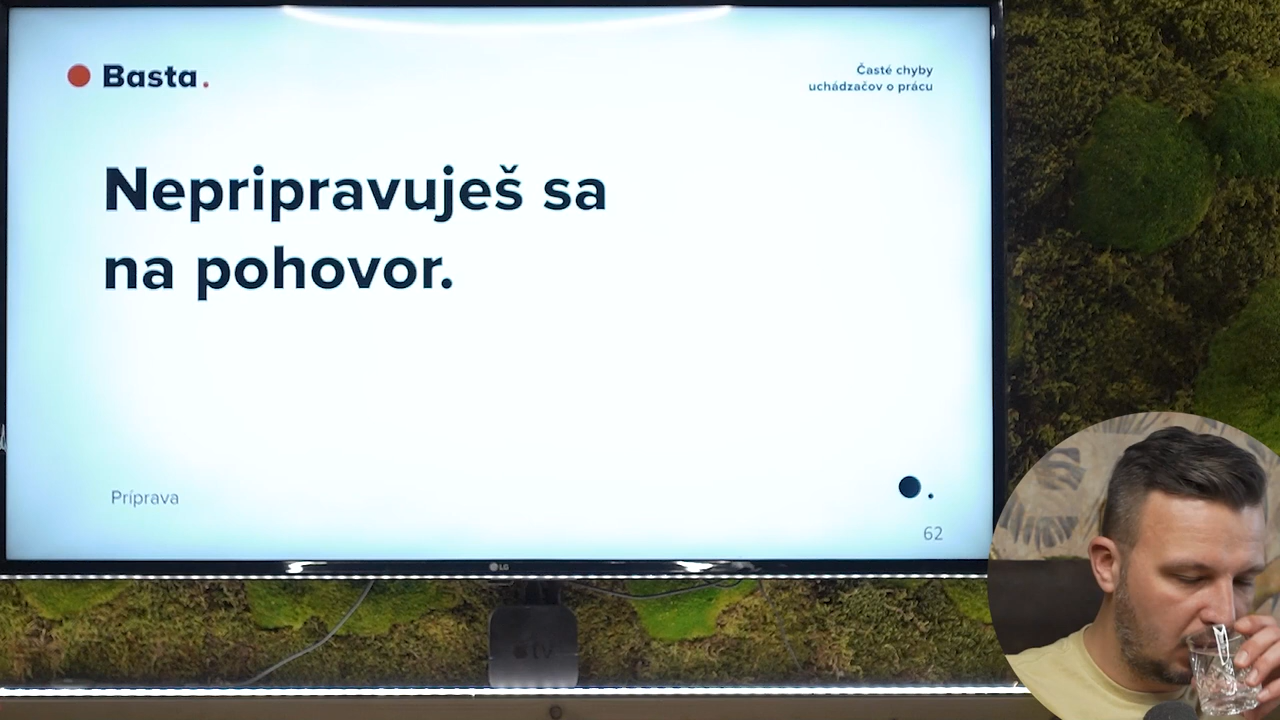 Basta.
Časté chyby
uchádzačov o prácu
Nepripravuješ sa
na pohovor.
Príprava
62
LG
tv